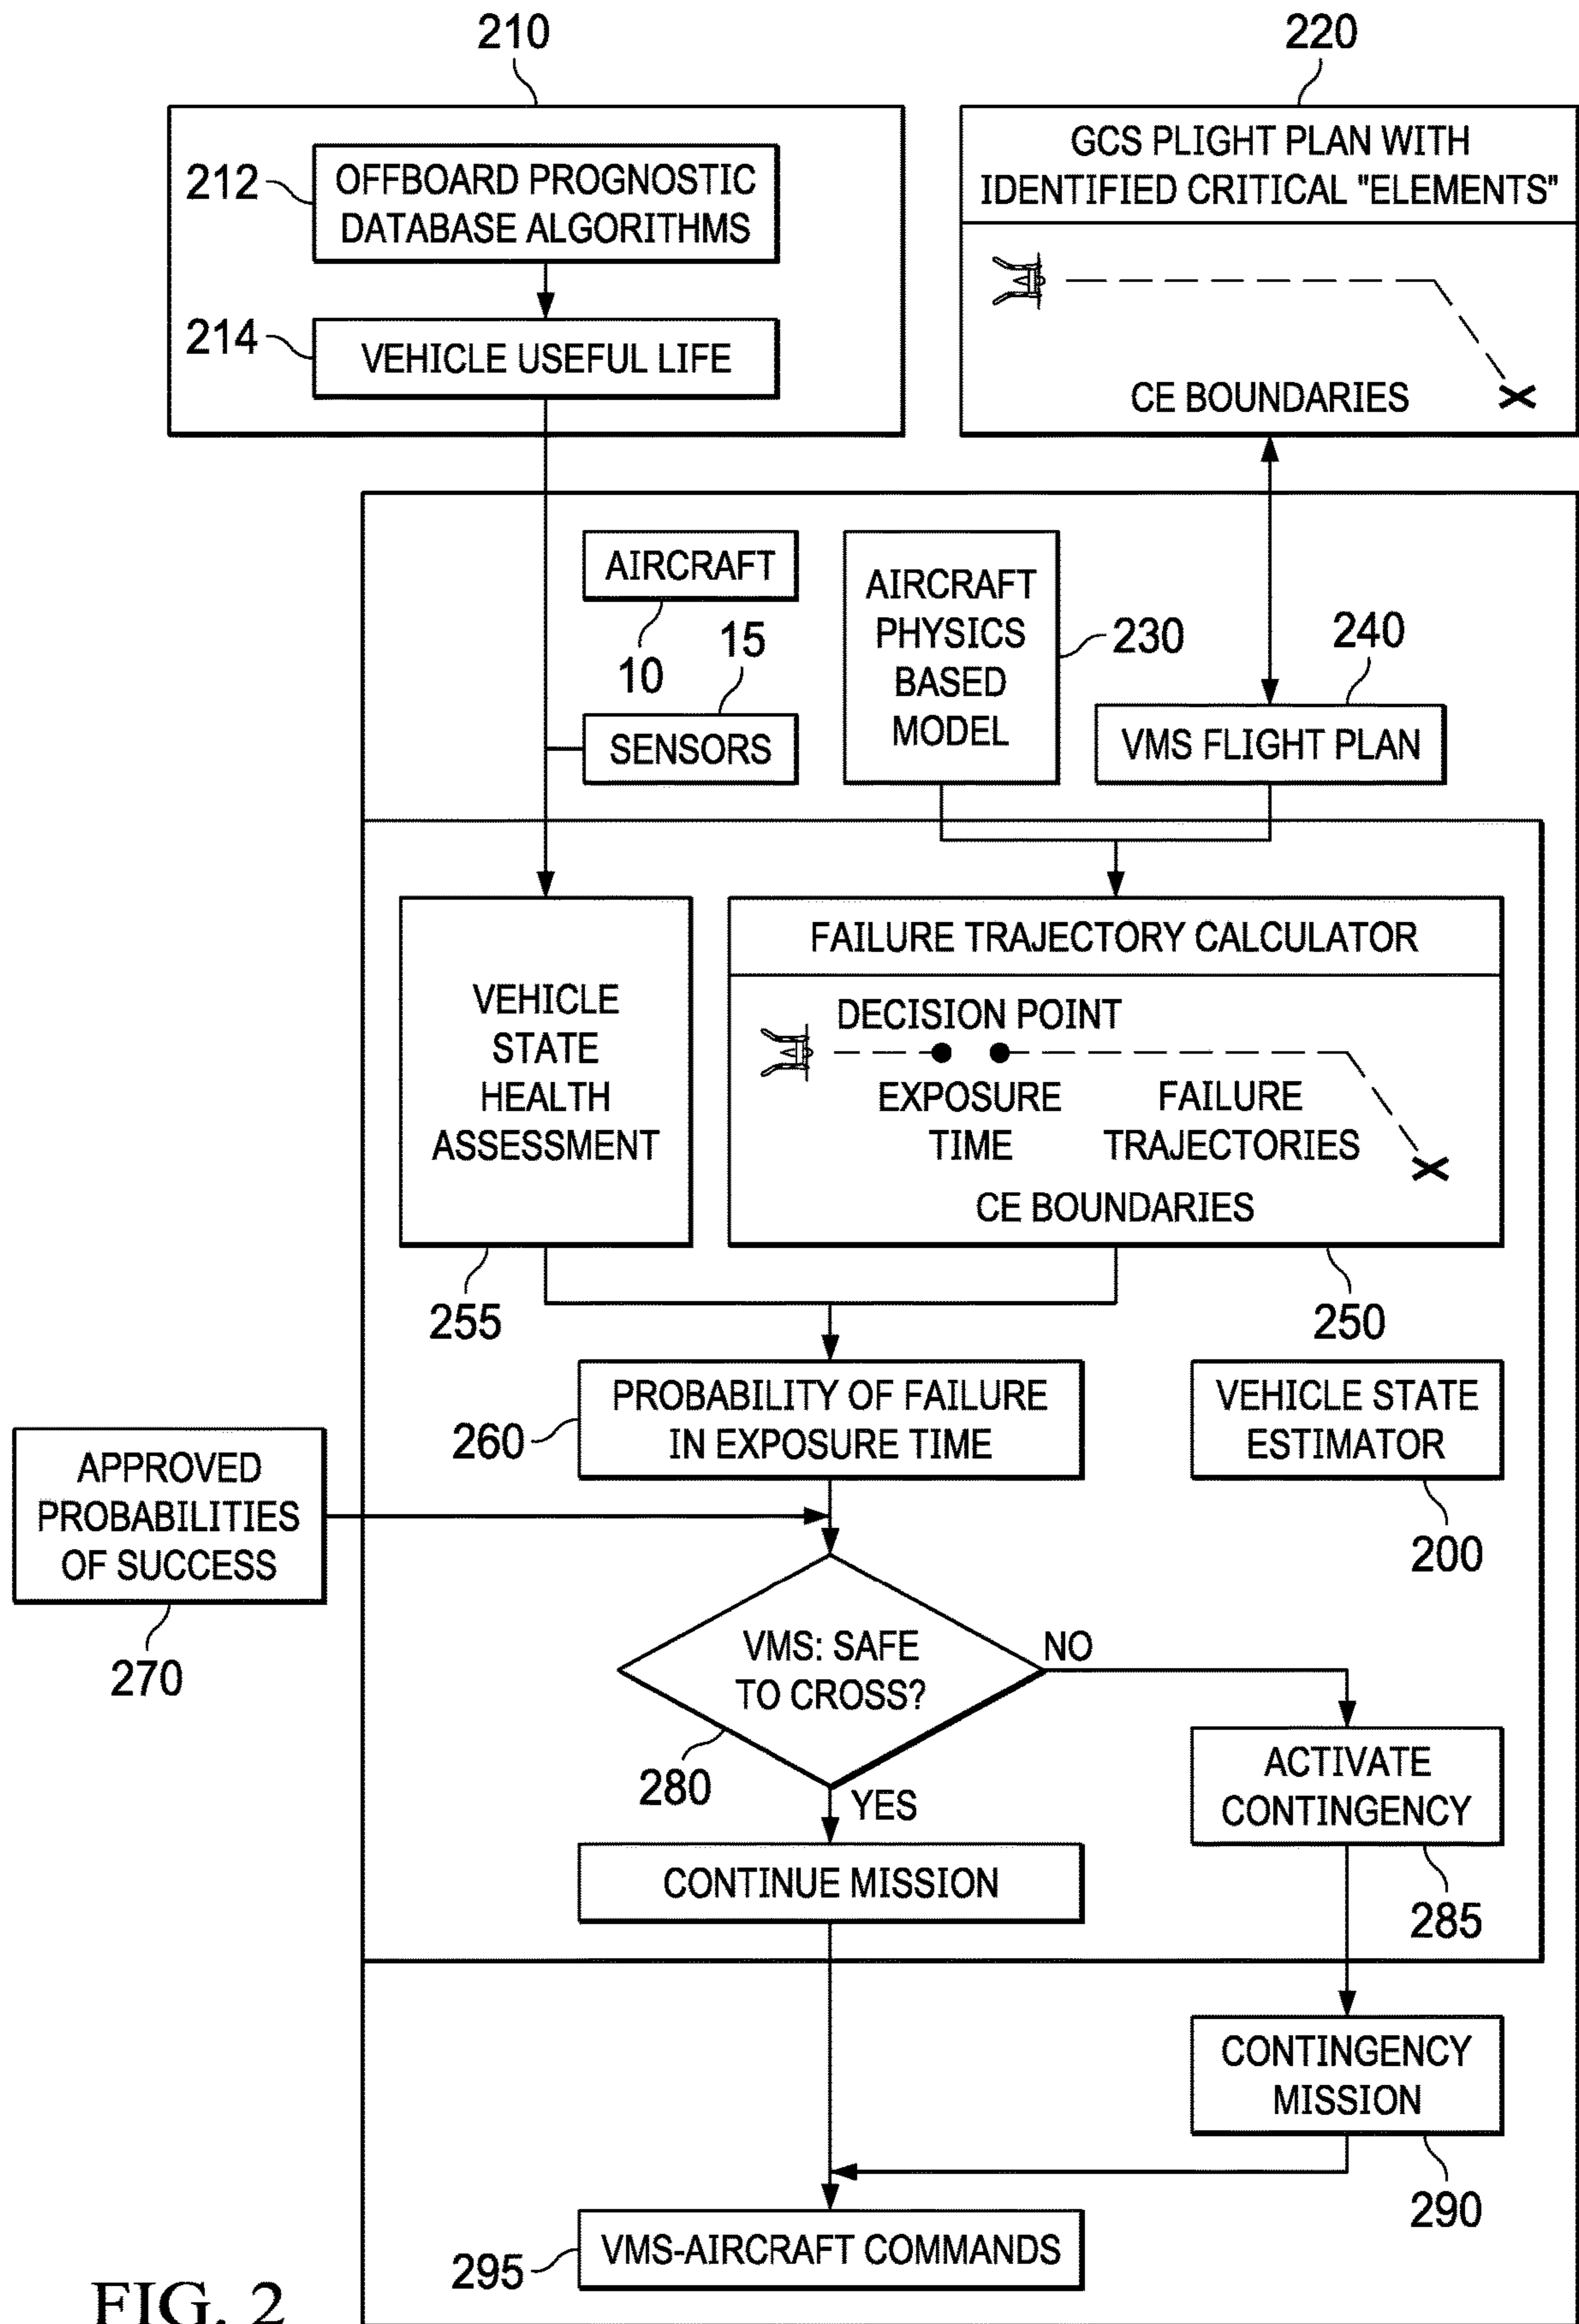 210
220
212
OFFBOARD PROGNOSTIC
DATABASE ALGORITHMS
214
VEHICLE USEFUL LIFE
GCS PLIGHT PLAN WITH
IDENTIFIED CRITICAL "ELEMENTS"
CE BOUNDARIES
AIRCRAFT
10
15
SENSORS
AIRCRAFT
PHYSICS
BASED
MODEL
230
240
VMS FLIGHT PLAN
VEHICLE
STATE
HEALTH
ASSESSMENT
255
FAILURE TRAJECTORY CALCULATOR
DECISION POINT
EXPOSURE
TIME
FAILURE
TRAJECTORIES
CE BOUNDARIES
250
260
PROBABILITY OF FAILURE
IN EXPOSURE TIME
VEHICLE STATE
ESTIMATOR
200
APPROVED
PROBABILITIES
OF SUCCESS
270
VMS: SAFE
TO CROSS?
280
NO
YES
ACTIVATE
CONTINGENCY
285
CONTINUE MISSION
CONTINGENCY
MISSION
290
295
VMS-AIRCRAFT COMMANDS
FIG. 2